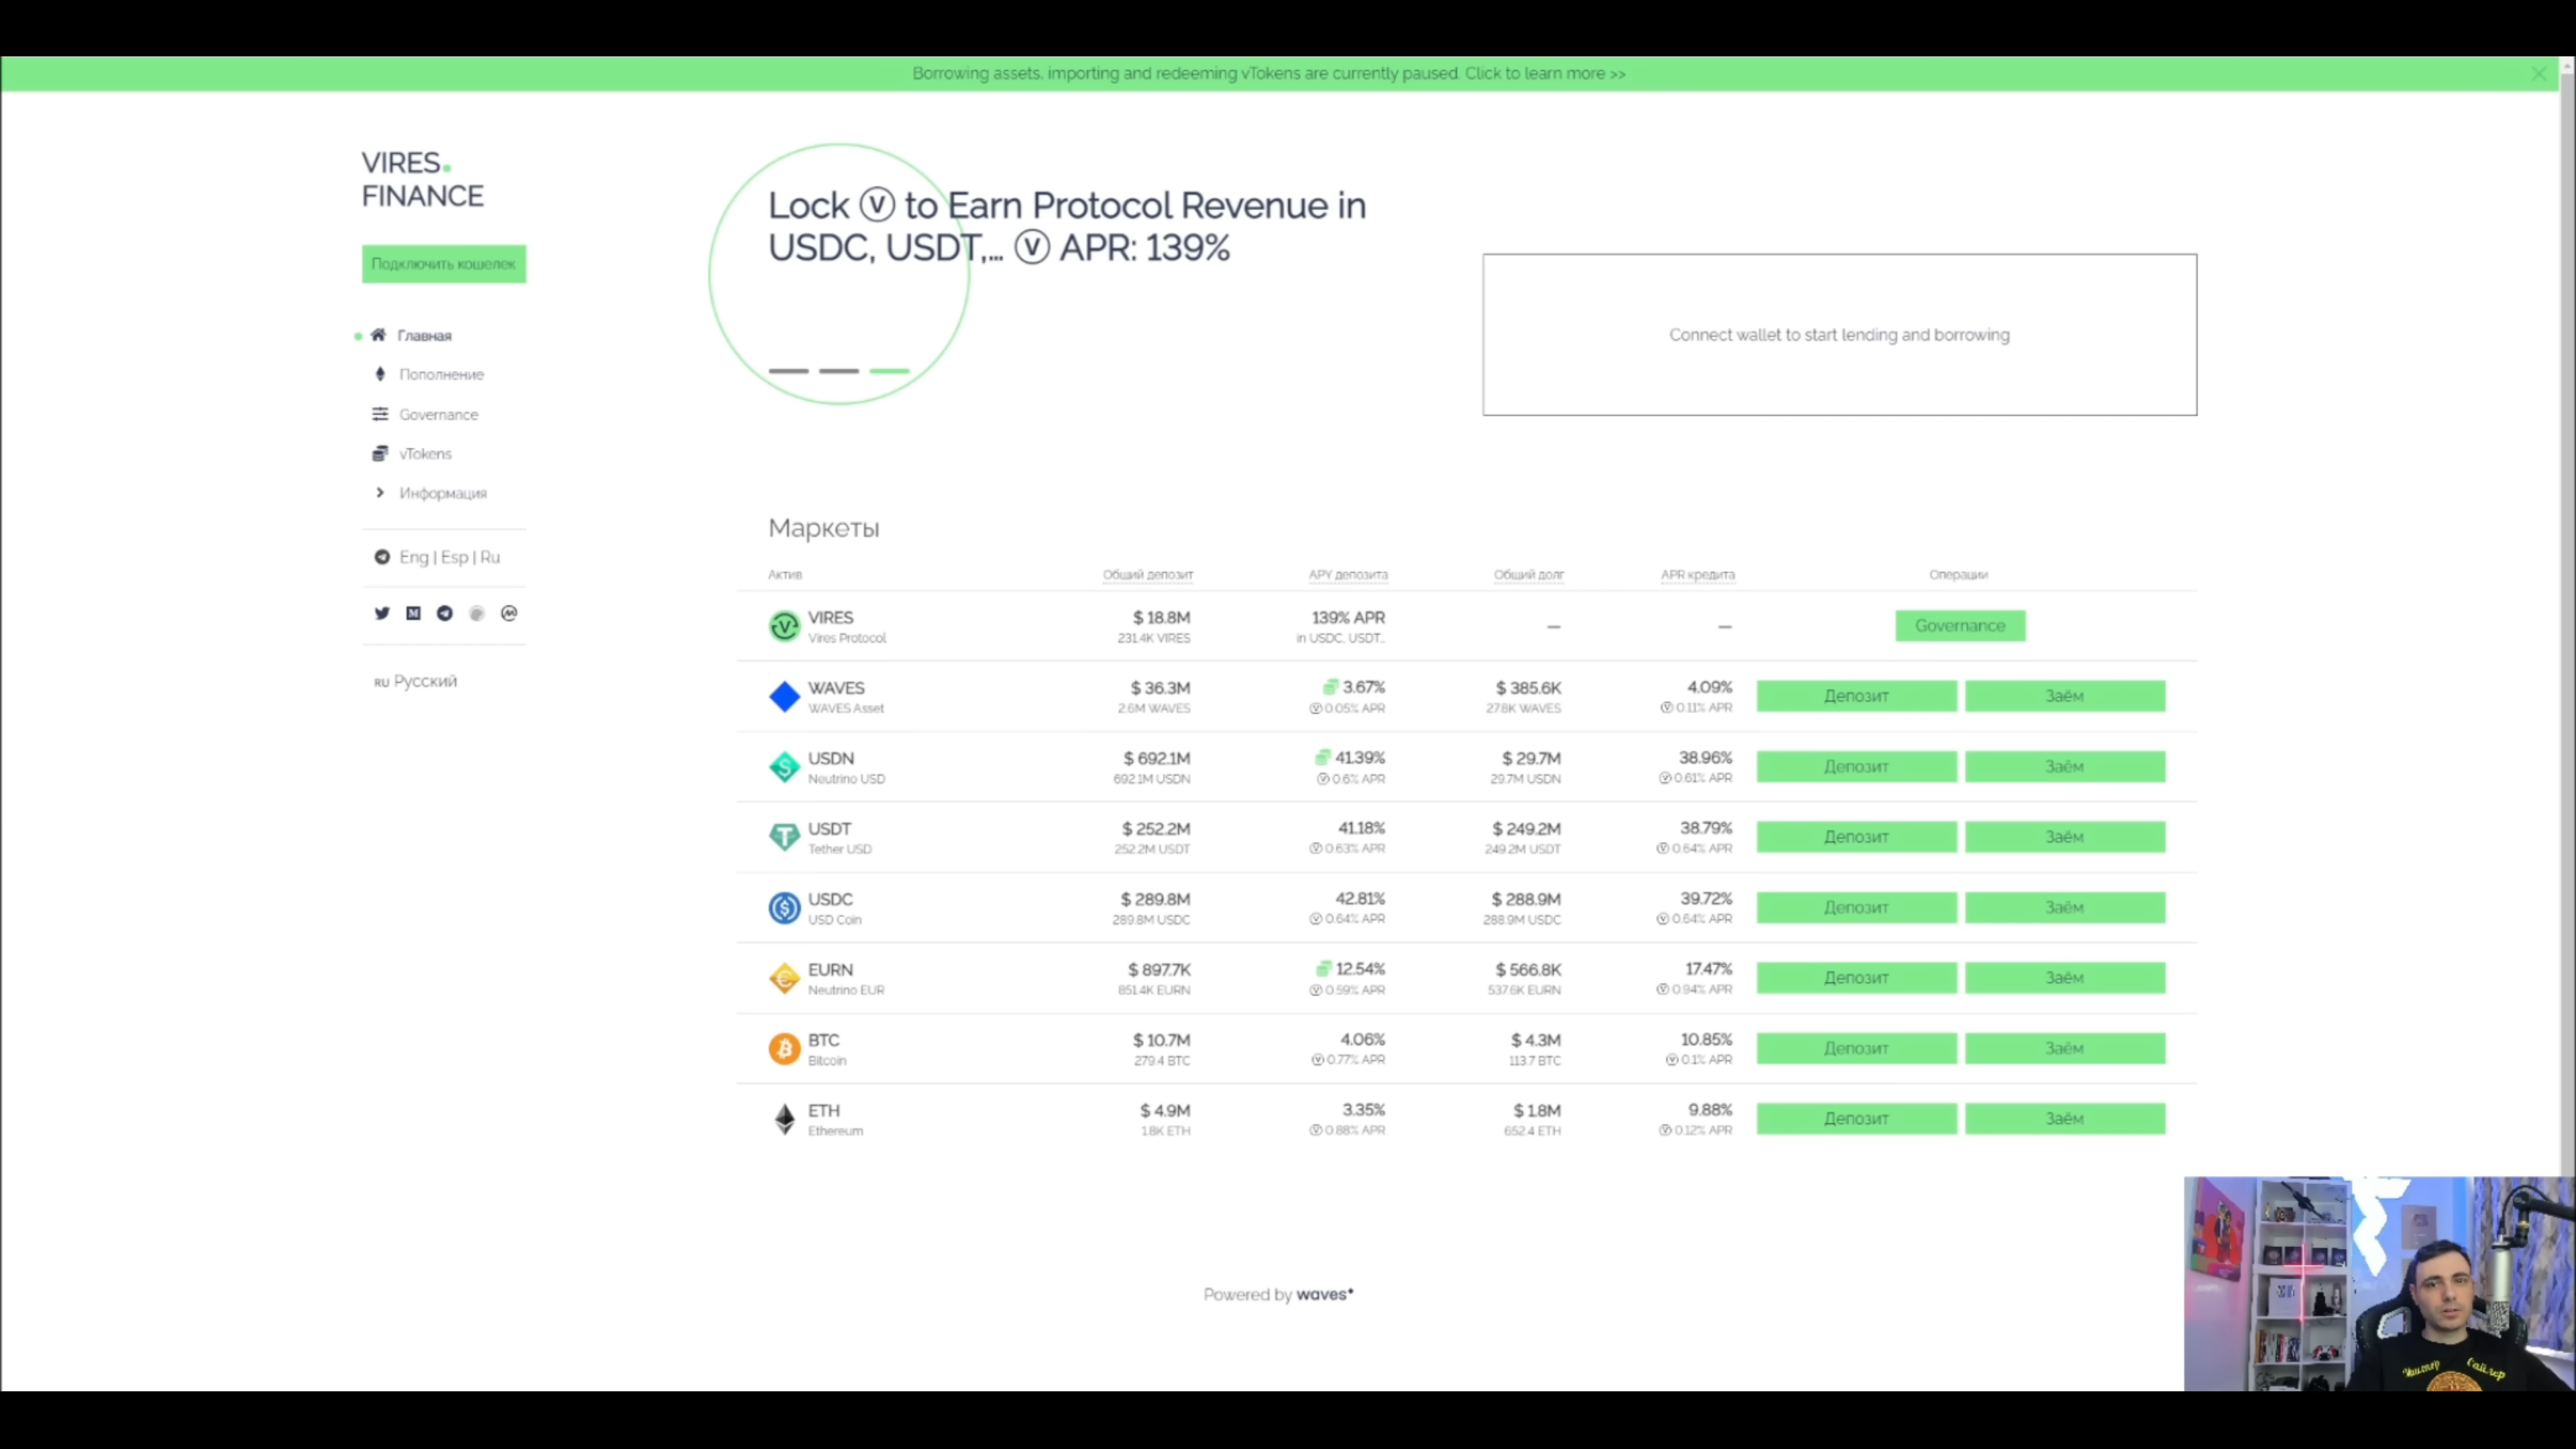 Borrowing assets, importing and redeeming vTokens are currently paused. Click to learn more >>
VIRES.
FINANCE
Подключить кошелек
Главная
Пополнение
Governance
vTokens
Информация
Eng | Esp | Ru
RU Русский
Lock V to Earn Protocol Revenue in
USDC, USDT,... V APR: 139%
Connect wallet to start lending and borrowing
Маркеты
Актив Общий депозит APY депозита Общий долг APR кредита Операции
VIRES $ 18.8M 139% APR — — Governance
Vires Protocol 231.4K VIRES in USDC, USDT..
WAVES $ 36.3M 3.67% $ 385.6K 4.09% Депозит Заём
WAVES Asset 2.6M WAVES V 0.05% APR 27.8K WAVES V 0.11% APR
USDN $ 692.1M 41.39% $ 29.7M 38.96% Депозит Заём
Neutrino USD 692.1M USDN V 0.6% APR 29.7M USDN V 0.61% APR
USDT $ 252.2M 41.18% $ 249.2M 38.79% Депозит Заём
Tether USD 252.2M USDT V 0.63% APR 249.2M USDT V 0.64% APR
USDC $ 289.8M 42.81% $ 288.9M 39.72% Депозит Заём
USD Coin 289.8M USDC V 0.64% APR 288.9M USDC V 0.64% APR
EURN $ 897.7K 12.54% $ 566.8K 17.47% Депозит Заём
Neutrino EUR 851.4K EURN V 0.59% APR 537.6K EURN V 0.94% APR
BTC $ 10.7M 4.06% $ 4.3M 10.85% Депозит Заём
Bitcoin 279.4 BTC V 0.77% APR 113.7 BTC V 0.1% APR
ETH $ 4.9M 3.35% $ 1.8M 9.88% Депозит Заём
Ethereum 1.8K ETH V 0.88% APR 652.4 ETH V 0.12% APR
Powered by waves+
Сайлор